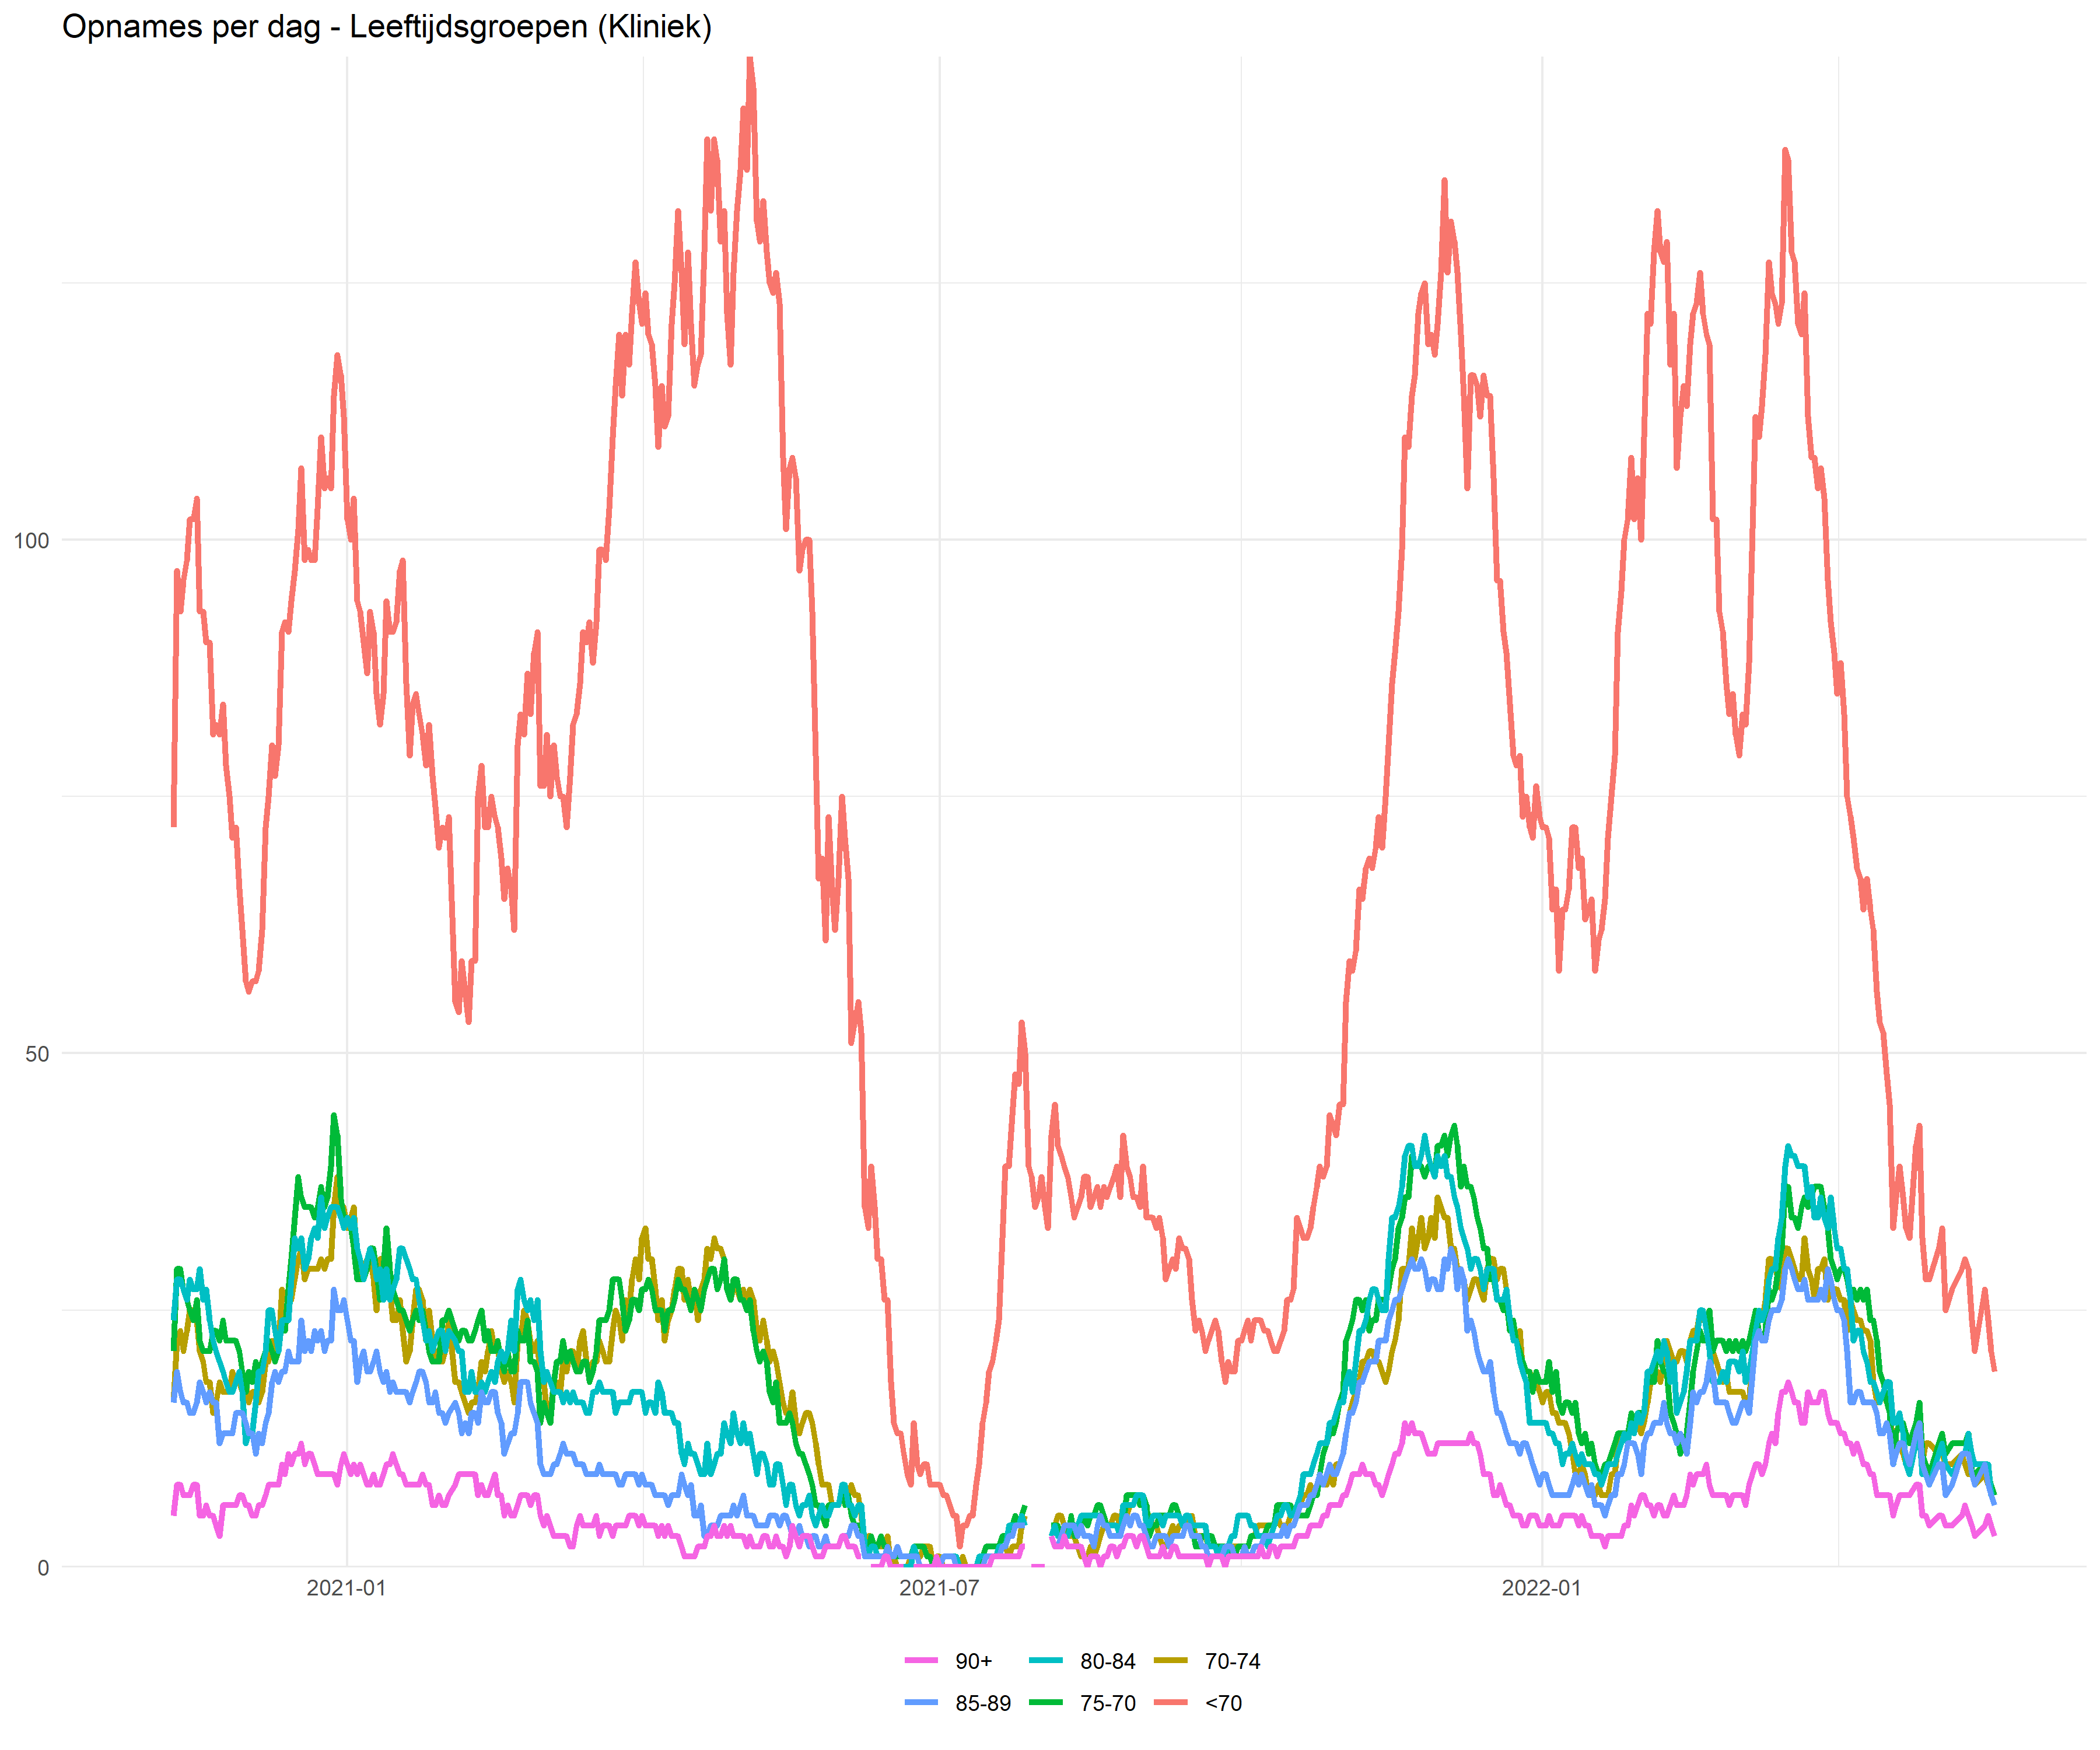 Opnames per dag - Leeftijdsgroepen (Kliniek)
100
50
0
2021-01 2021-07 2022-01
90+ 80-84 70-74
85-89 75-70 <70